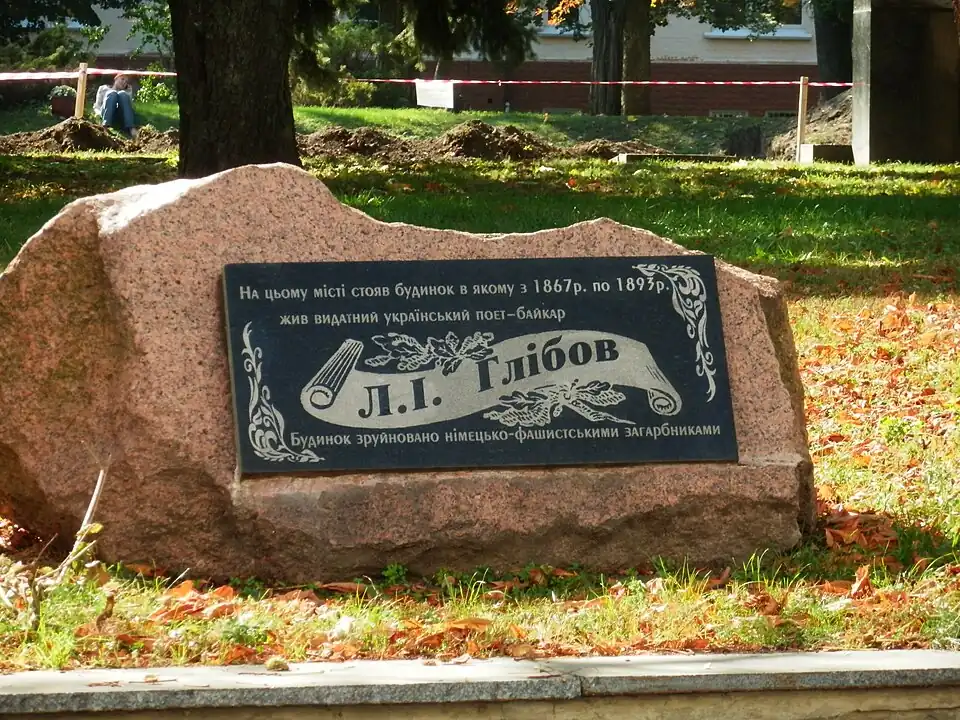 На цьому місті стояв будинок в якому з 1867р. по 1893р.
жив видатний український поет–байкар
Л.І. Глібов
Будинок зруйновано німецько-фашистськими загарбниками